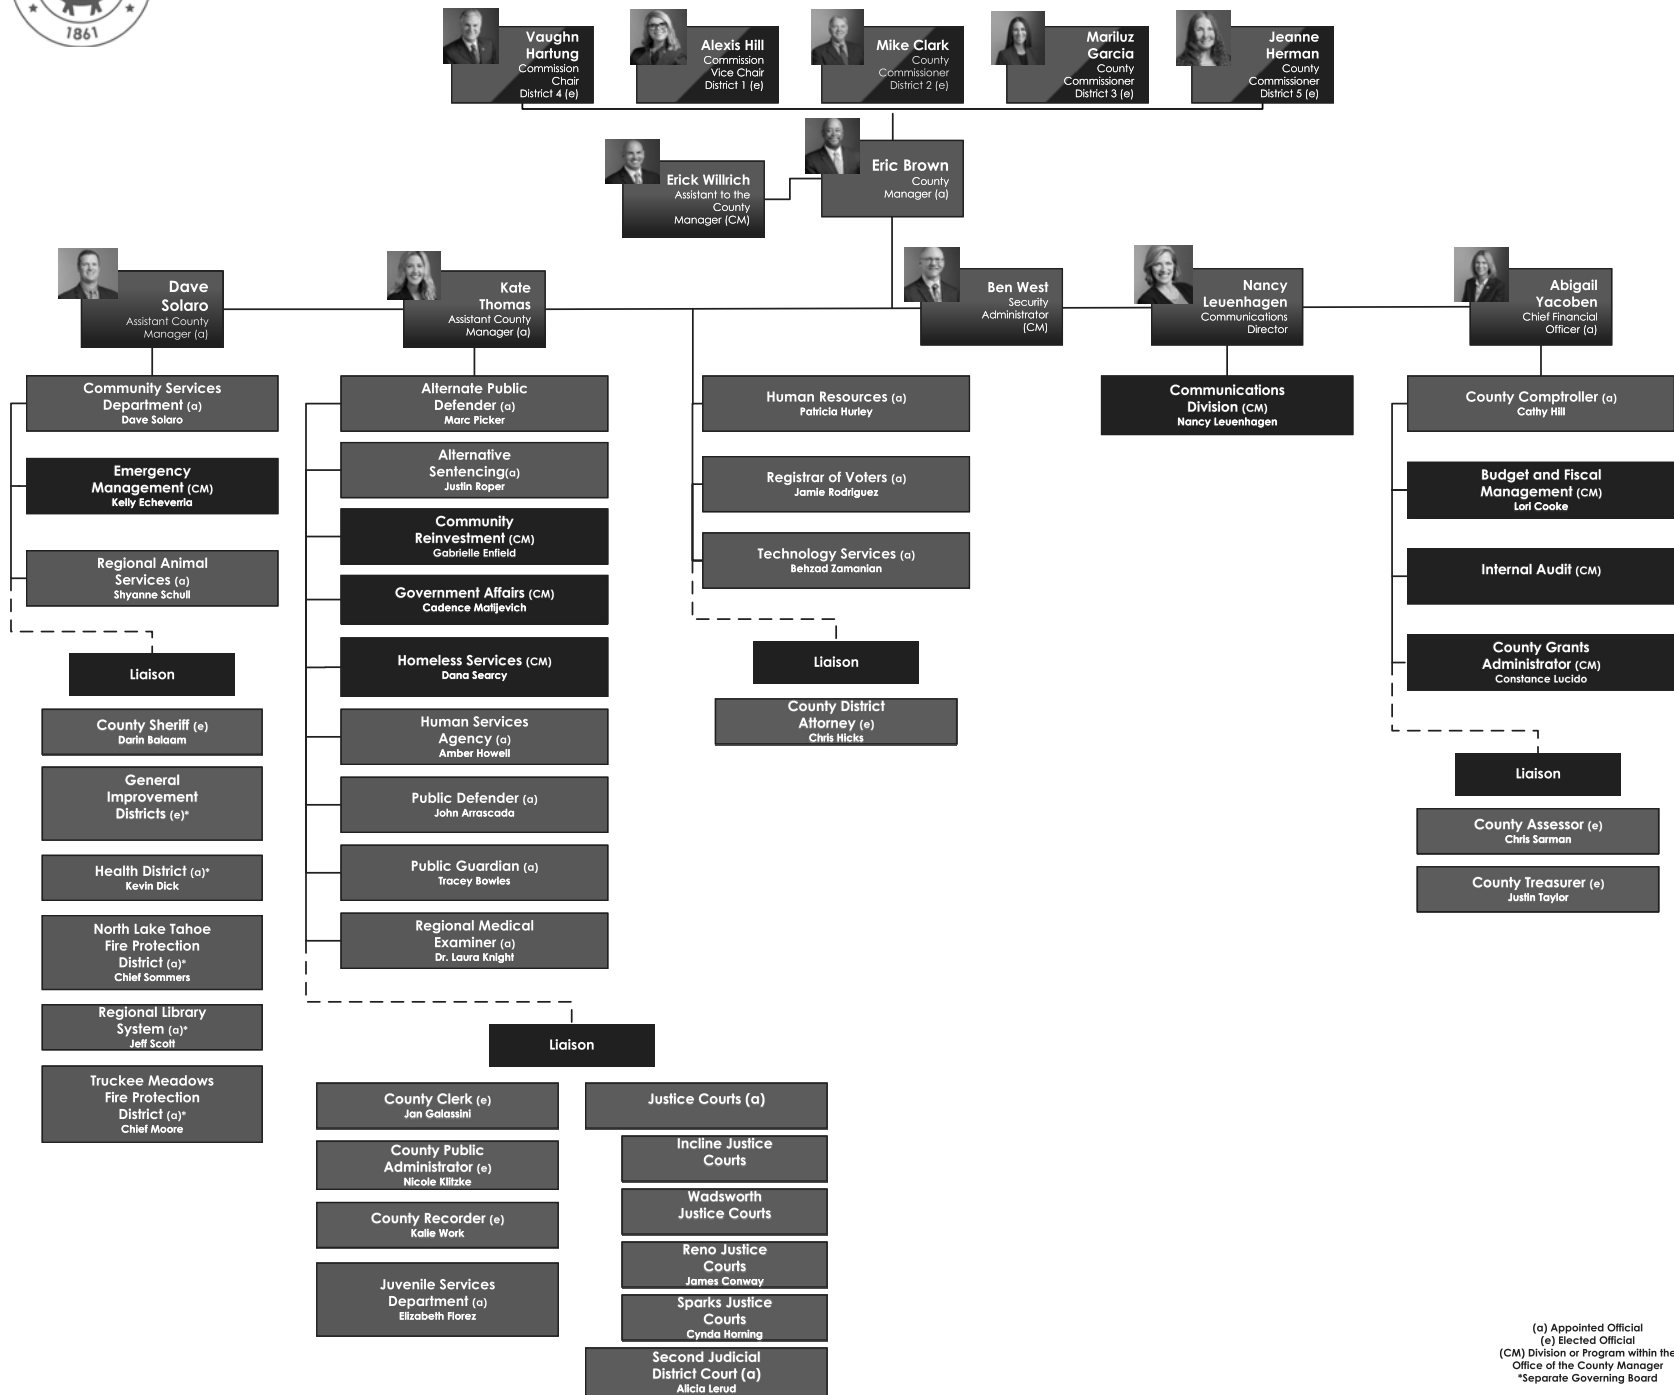 1861
Vaughn
Hartung
Commission
Chair
District 4 (e)
Alexis Hill
Commission
Vice Chair
District 1 (e)
Mike Clark
County
Commissioner
District 2 (e)
Mariluz
Garcia
County
Commissioner
District 3 (e)
Jeanne
Herman
County
Commissioner
District 5 (e)
Erick Willrich
Assistant to the
County
Manager (CM)
Eric Brown
County
Manager (a)
Dave
Solaro
Assistant County
Manager (a)
Kate
Thomas
Assistant County
Manager (a)
Ben West
Security
Administrator
(CM)
Nancy
Leuenhagen
Communications
Director
Abigail
Yacoben
Chief Financial
Officer (a)
Community Services
Department (a)
Dave Solaro
Emergency
Management (CM)
Kelly Echeverria
Regional Animal
Services (a)
Shyanne Schull
Liaison
County Sheriff (e)
Darin Balaam
General
Improvement
Districts (e)*
Health District (a)*
Kevin Dick
North Lake Tahoe
Fire Protection
District (a)*
Chief Sommers
Regional Library
System (a)*
Jeff Scott
Truckee Meadows
Fire Protection
District (a)*
Chief Moore
Alternate Public
Defender (a)
Marc Picker
Alternative
Sentencing(a)
Justin Roper
Community
Reinvestment (CM)
Gabrielle Enfield
Government Affairs (CM)
Cadence Matijevich
Homeless Services (CM)
Dana Searcy
Human Services
Agency (a)
Amber Howell
Public Defender (a)
John Arrascada
Public Guardian (a)
Tracey Bowles
Regional Medical
Examiner (a)
Dr. Laura Knight
Liaison
County Clerk (e)
Jan Galassini
County Public
Administrator (e)
Nicole Klitzke
County Recorder (e)
Kalie Work
Juvenile Services
Department (a)
Elizabeth Florez
Justice Courts (a)
Incline Justice
Courts
Wadsworth
Justice Courts
Reno Justice
Courts
James Conway
Sparks Justice
Courts
Cynda Horning
Second Judicial
District Court (a)
Alicia Lerud
Human Resources (a)
Patricia Hurley
Registrar of Voters (a)
Jamie Rodriguez
Technology Services (a)
Behzad Zamanian
Liaison
County District
Attorney (e)
Chris Hicks
Communications
Division (CM)
Nancy Leuenhagen
County Comptroller (a)
Cathy Hill
Budget and Fiscal
Management (CM)
Lori Cooke
Internal Audit (CM)
County Grants
Administrator (CM)
Constance Lucido
Liaison
County Assessor (e)
Chris Sarman
County Treasurer (e)
Justin Taylor
(a) Appointed Official
(e) Elected Official
(CM) Division or Program within the
Office of the County Manager
*Separate Governing Board